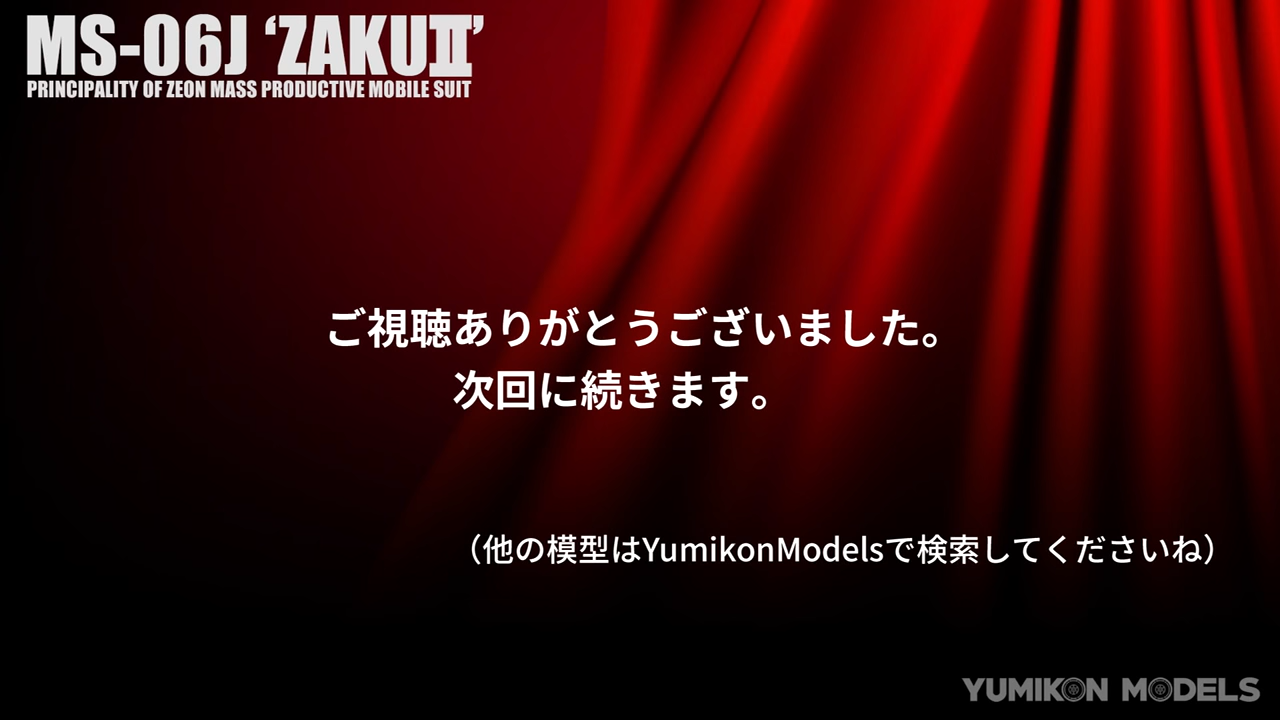 MS-06J ‘ZAKUⅡ’
PRINCIPALITY OF ZEON MASS PRODUCTIVE MOBILE SUIT
ご視聴ありがとうございました。
次回に続きます。
（他の模型はYumikonModelsで検索してくださいね）
YUMIKON MODELS